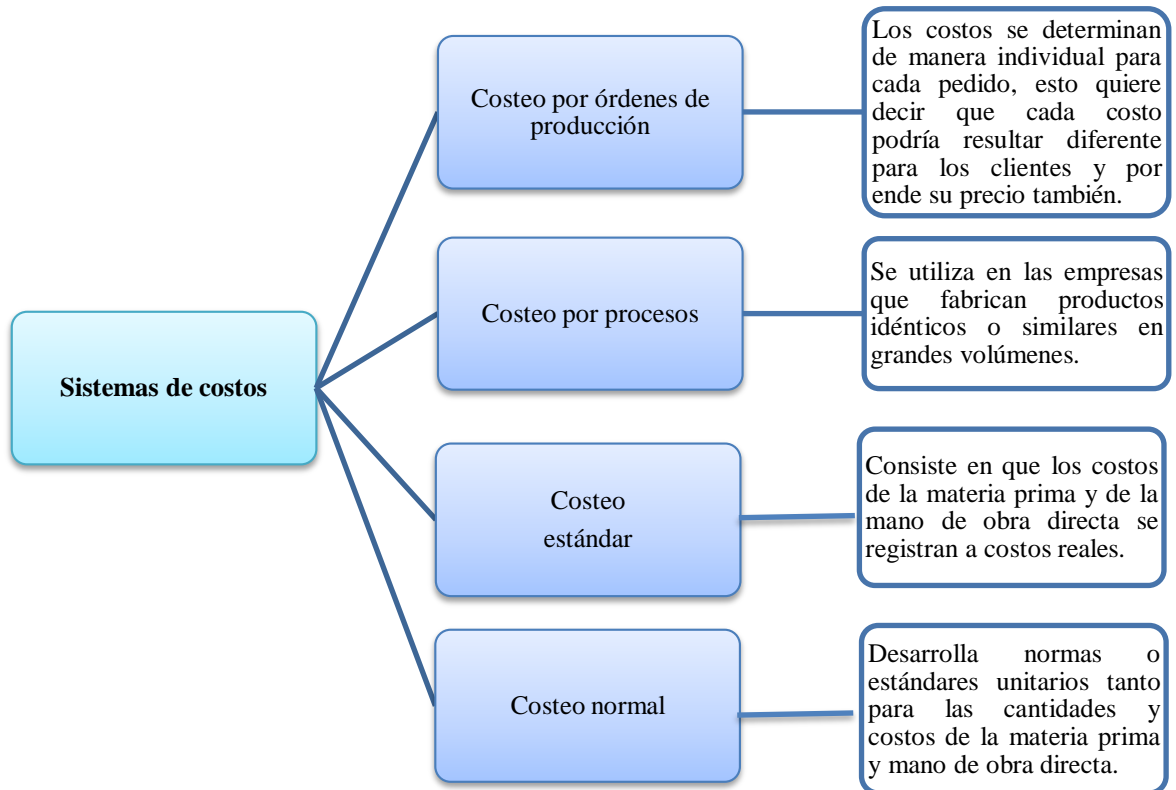 Sistemas de costos
Costeo por órdenes de
producción
Los costos se determinan
de manera individual para
cada pedido, esto quiere
decir que cada costo
podría resultar diferente
para los clientes y por
ende su precio también.
Costeo por procesos
Se utiliza en las empresas
que fabrican productos
idénticos o similares en
grandes volúmenes.
Costeo
estándar
Consiste en que los costos
de la materia prima y de la
mano de obra directa se
registran a costos reales.
Costeo normal
Desarrolla normas o
estándares unitarios tanto
para las cantidades y
costos de la materia prima
y mano de obra directa.